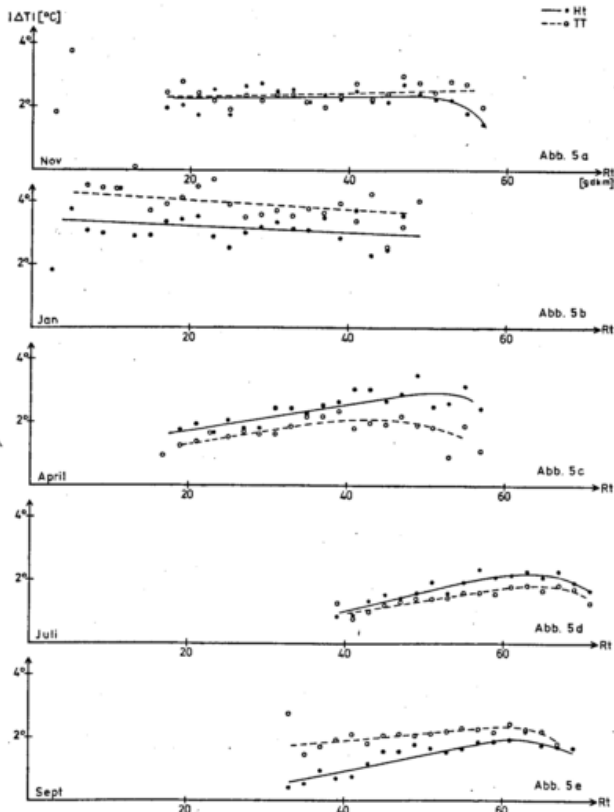 |ΔT| [°C]
Ht
TT
4°
2°
Nov
Abb. 5a
20
40
60
Rt
[gdkm]
4°
2°
Jan
Abb. 5b
20
40
60
Rt
4°
2°
April
Abb. 5c
20
40
60
Rt
4°
2°
Juli
Abb. 5d
20
40
60
Rt
4°
2°
Sept
Abb. 5e
20
40
60
Rt